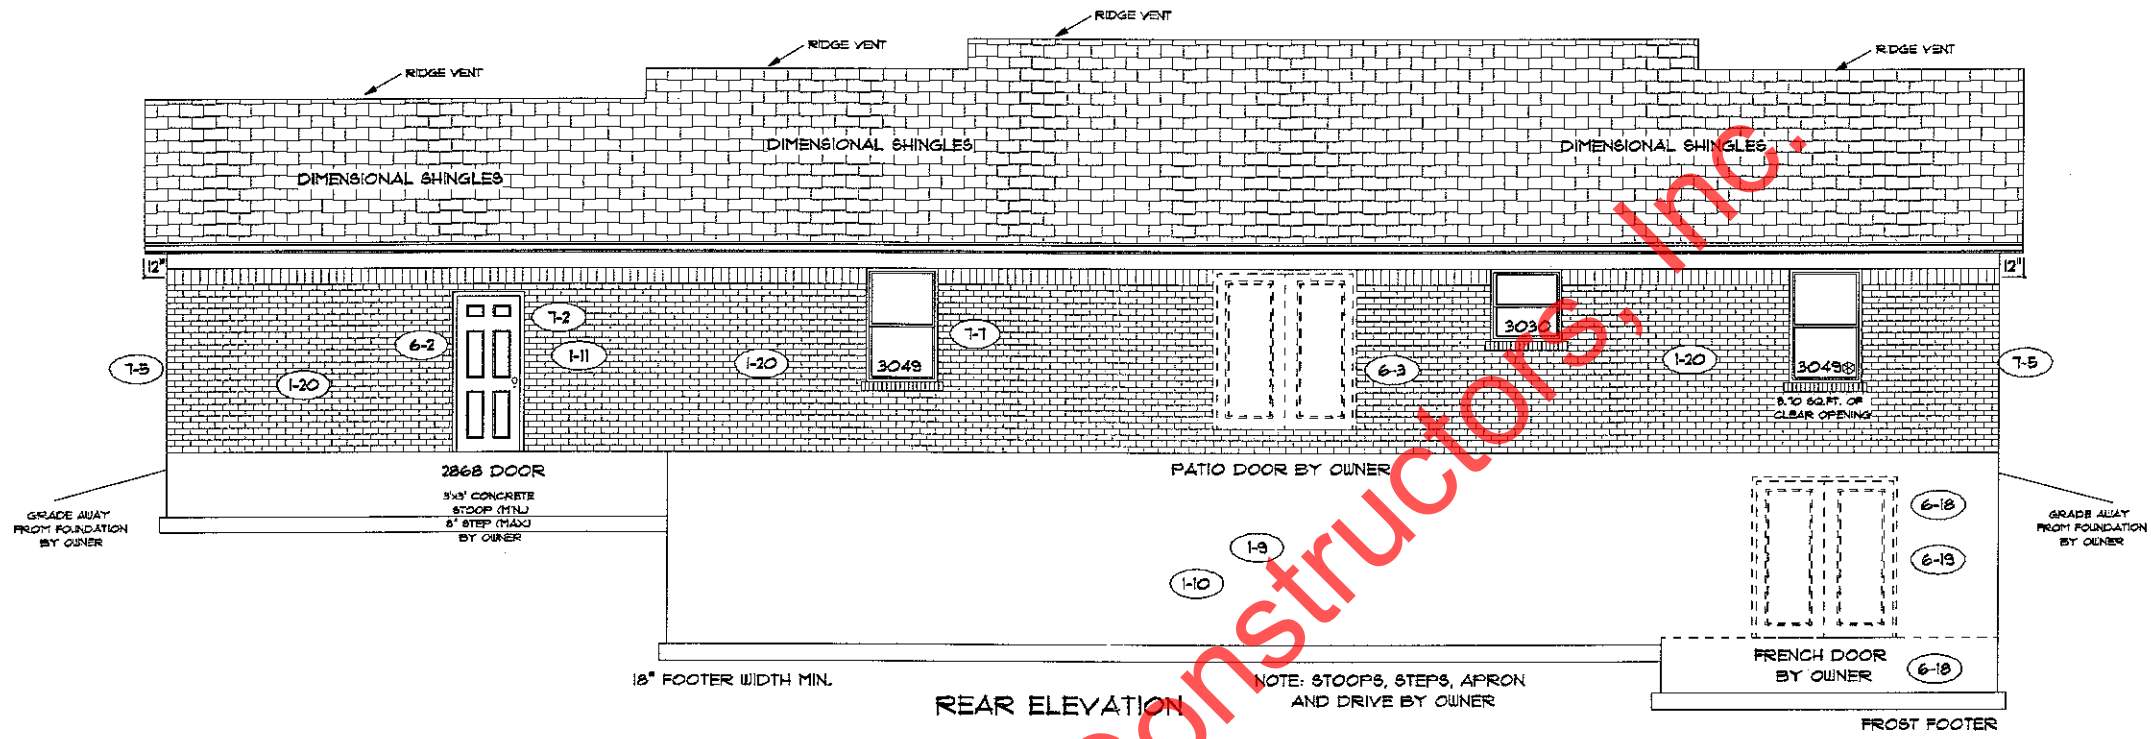 RIDGE VENT
RIDGE VENT
RIDGE VENT
RIDGE VENT
DIMENSIONAL SHINGLES
DIMENSIONAL SHINGLES
DIMENSIONAL SHINGLES
12"
12"
7-2
6-2
1-11
7-5
1-20
1-20
7-7
3049
6-3
3030
1-20
3049
7-5
5.70 SQ.FT. OF
CLEAR OPENING
2868 DOOR
3'x3' CONCRETE
STOOP (MIN.)
8" STEP (MAX.)
BY OWNER
PATIO DOOR BY OWNER
GRADE AWAY
FROM FOUNDATION
BY OWNER
1-9
1-10
6-18
6-19
GRADE AWAY
FROM FOUNDATION
BY OWNER
FRENCH DOOR
BY OWNER
6-18
18" FOOTER WIDTH MIN.
REAR ELEVATION
NOTE: STOOPS, STEPS, APRON
AND DRIVE BY OWNER
FROST FOOTER
Constructors, Inc.